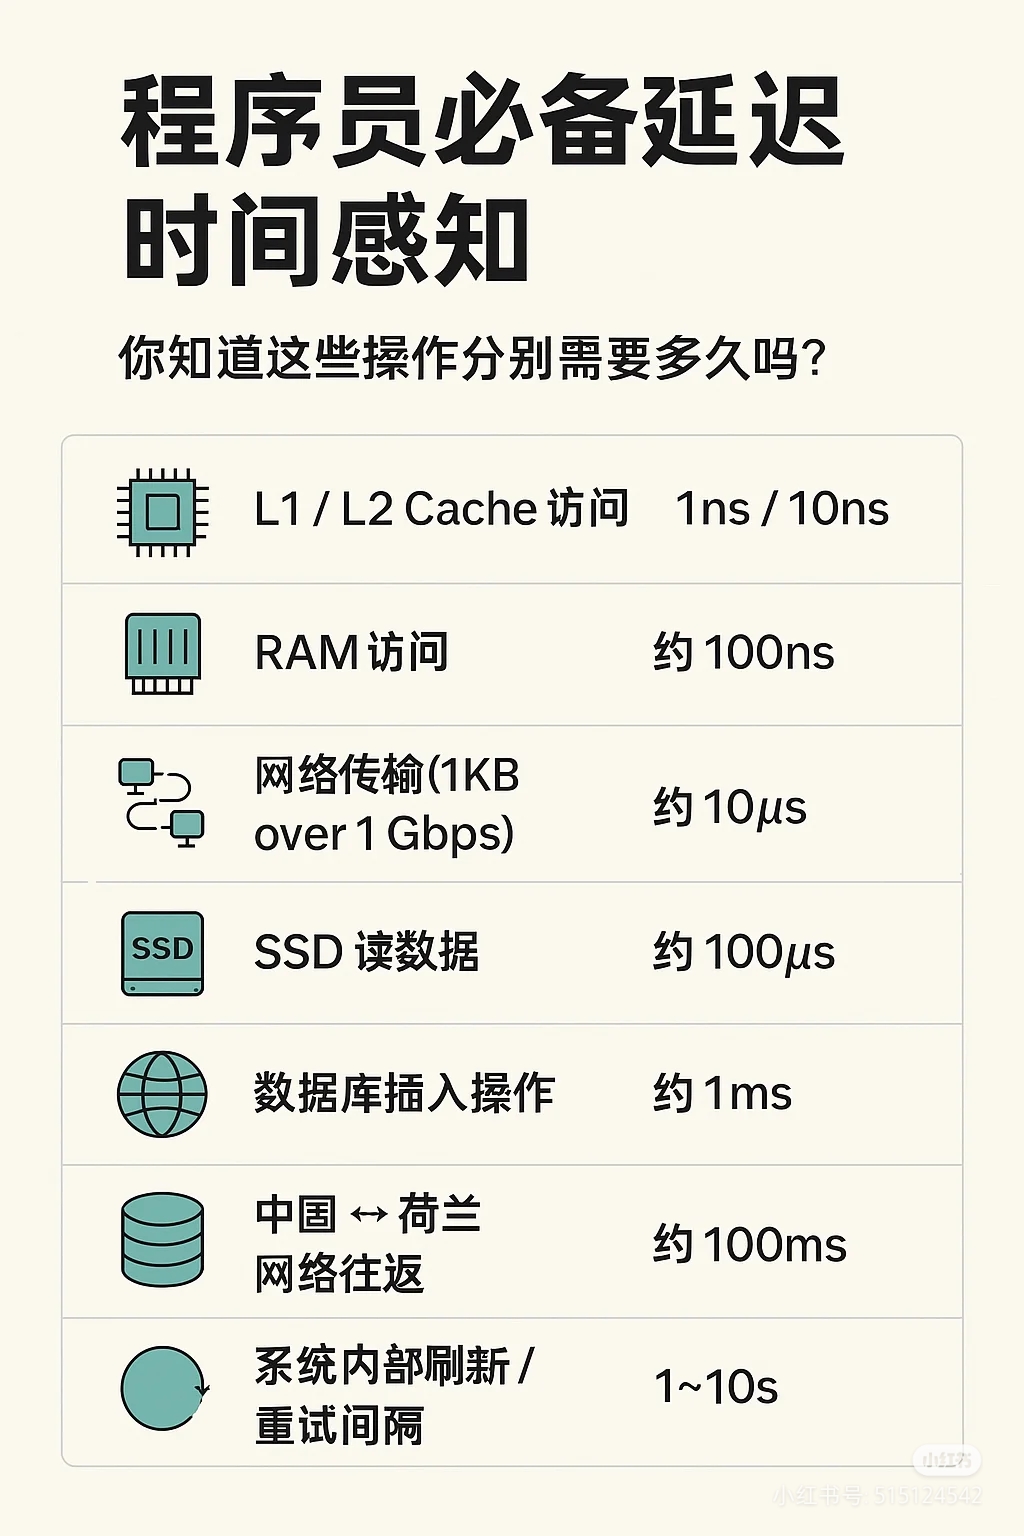 程序员必备延迟
时间感知
你知道这些操作分别需要多久吗?
L1 / L2 Cache 访问 1ns / 10ns
RAM 访问 约 100ns
网络传输(1KB
over 1 Gbps) 约 10μs
SSD
SSD 读数据 约 100μs
数据库插入操作 约 1ms
中国 ↔ 荷兰
网络往返 约 100ms
系统内部刷新 /
重试间隔 1~10s
小红书
小红书号: 515124542